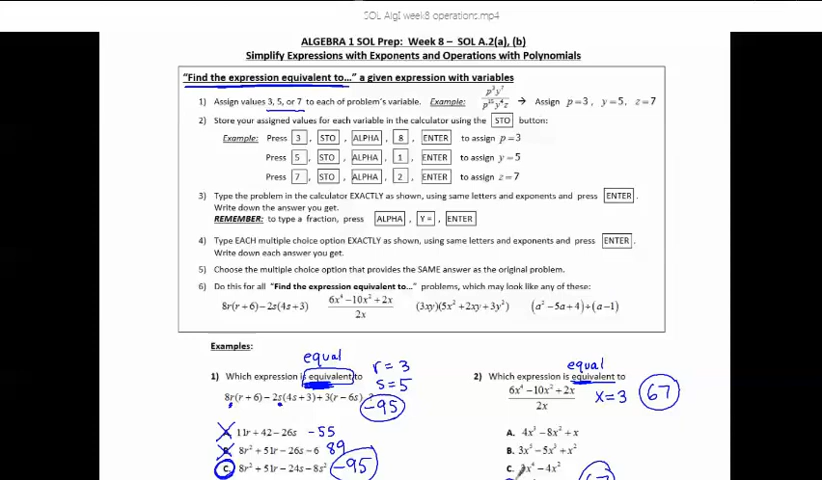 SOL AlgI week8 operations.mp4
ALGEBRA 1 SOL Prep: Week 8 – SOL A.2(a), (b)
Simplify Expressions with Exponents and Operations with Polynomials
"Find the expression equivalent to…" a given expression with variables
1) Assign values 3, 5, or 7 to each of problem's variable. Example: p³y⁷ / p¹⁵y⁴z → Assign p=3, y=5, z=7
2) Store your assigned values for each variable in the calculator using the STO button:
Example: Press 3, STO, ALPHA, 8, ENTER to assign p=3
Press 5, STO, ALPHA, 1, ENTER to assign y=5
Press 7, STO, ALPHA, 2, ENTER to assign z=7
3) Type the problem in the calculator EXACTLY as shown, using same letters and exponents and press ENTER.
Write down the answer you get.
REMEMBER: to type a fraction, press ALPHA, Y=, ENTER
4) Type EACH multiple choice option EXACTLY as shown, using same letters and exponents and press ENTER.
Write down each answer you get.
5) Choose the multiple choice option that provides the SAME answer as the original problem.
6) Do this for all "Find the expression equivalent to…" problems, which may look like any of these:
8r(r+6)−2s(4s+3) 6x⁴−10x²+2x / 2x (3xy)(5x²+2xy+3y²) (a²−5a+4)+(a−1)
Examples:
equal
1) Which expression is equivalent to r=3
s=5
8r(r+6)−2s(4s+3)+3(r−6s) ? −95
A. 11r+42−26s −55
B. 8r²+51r−26s−6 89
C. 8r²+51r−24s−8s² −95
equal
2) Which expression is equivalent to
6x⁴−10x²+2x / 2x x=3 67
A. 4x³−8x²+x
B. 3x⁵−5x³+x²
C. 3x⁴−4x²
67